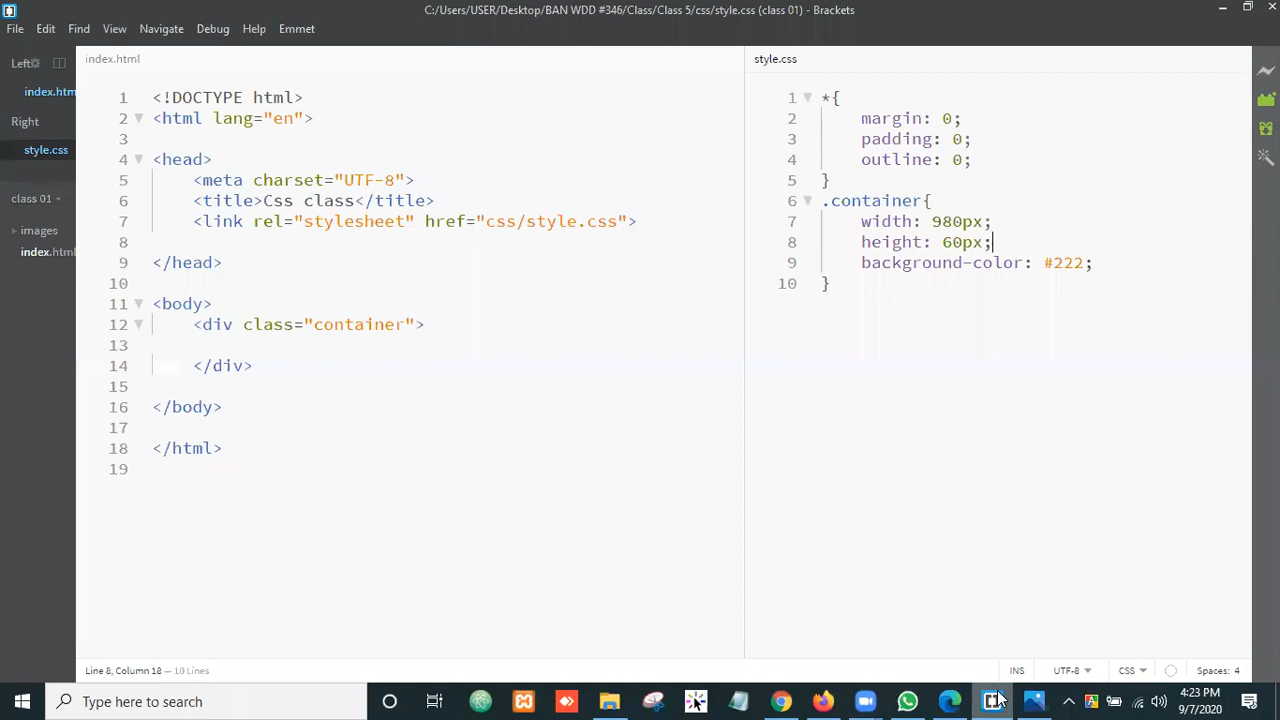 C:/Users/USER/Desktop/BAN WDD #346/Class/Class 5/css/style.css (class 01) - Brackets
File Edit Find View Navigate Debug Help Emmet
Left
index.htm
Right
style.css
class 01
images
index.html
index.html
1 <!DOCTYPE html>
2 <html lang="en">
3
4 <head>
5 <meta charset="UTF-8">
6 <title>Css class</title>
7 <link rel="stylesheet" href="css/style.css">
8
9 </head>
10
11 <body>
12 <div class="container">
13
14 </div>
15
16 </body>
17
18 </html>
19
style.css
1 *{
2 margin: 0;
3 padding: 0;
4 outline: 0;
5 }
6 .container{
7 width: 980px;
8 height: 60px;
9 background-color: #222;
10 }
Line 8, Column 18 — 10 Lines
INS UTF-8 CSS Spaces: 4
Type here to search
4:23 PM
9/7/2020